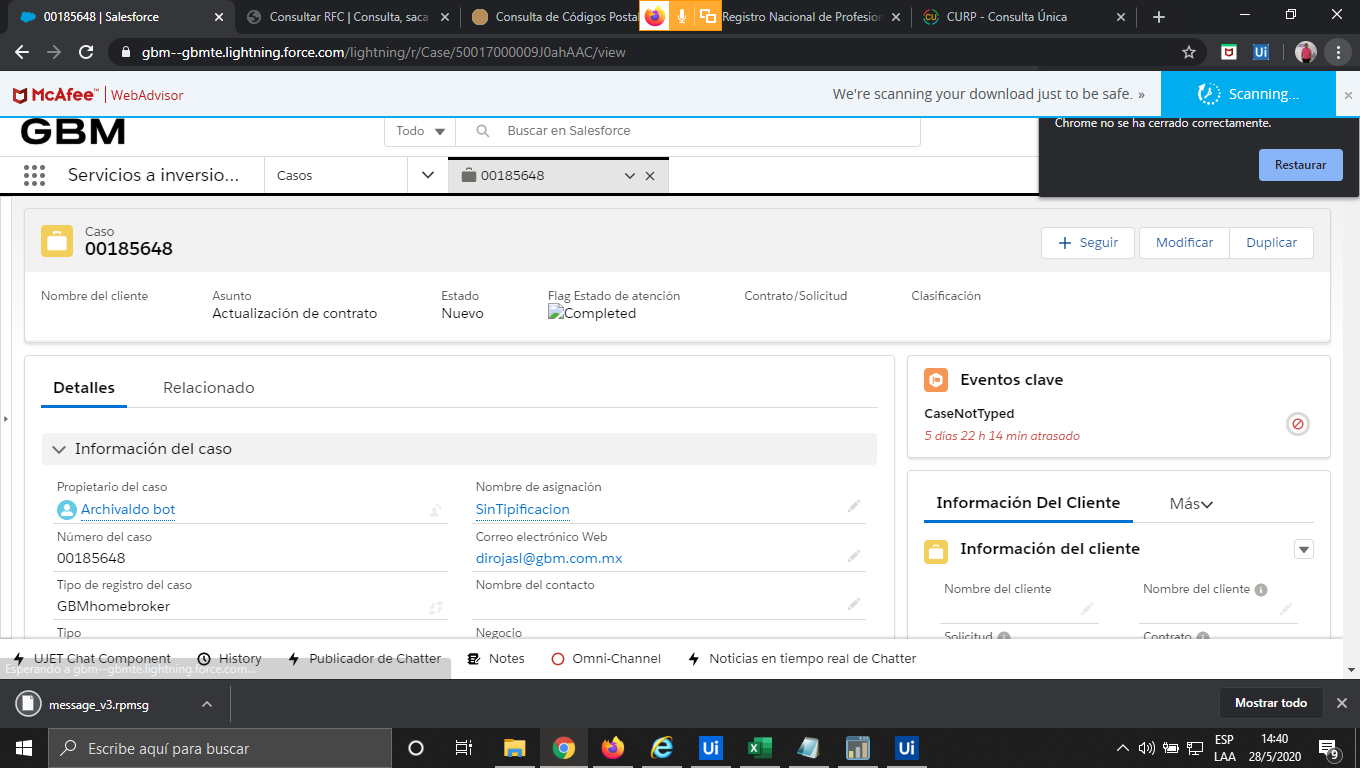 00185648 | Salesforce
Consultar RFC | Consulta, saca
Consulta de Códigos Postal
Registro Nacional de Profesion
CURP - Consulta Única
gbm--gbmte.lightning.force.com/lightning/r/Case/50017000009J0ahAAC/view
McAfee™ | WebAdvisor
We're scanning your download just to be safe. »
Scanning...
GBM
Todo
Buscar en Salesforce
Chrome no se ha cerrado correctamente.
Restaurar
Servicios a inversio...
Casos
00185648
Caso
00185648
Seguir
Modificar
Duplicar
Nombre del cliente
Asunto
Estado
Flag Estado de atención
Contrato/Solicitud
Clasificación
Actualización de contrato
Nuevo
Completed
Detalles
Relacionado
Información del caso
Propietario del caso
Archivaldo bot
Nombre de asignación
SinTipificacion
Número del caso
00185648
Correo electrónico Web
dirojasl@gbm.com.mx
Tipo de registro del caso
GBMhomebroker
Nombre del contacto
Tipo
Negocio
Eventos clave
CaseNotTyped
5 días 22 h 14 min atrasado
Información Del Cliente
Más
Información del cliente
Nombre del cliente
Nombre del cliente
Solicitud
Contrato
UJET Chat Component
History
Publicador de Chatter
Notes
Omni-Channel
Noticias en tiempo real de Chatter
Esperando a gbm--gbmte.lightning.force.com...
message_v3.rpmsg
Mostrar todo
Escribe aquí para buscar
Ui
Ui
ESP
LAA
14:40
28/5/2020
9